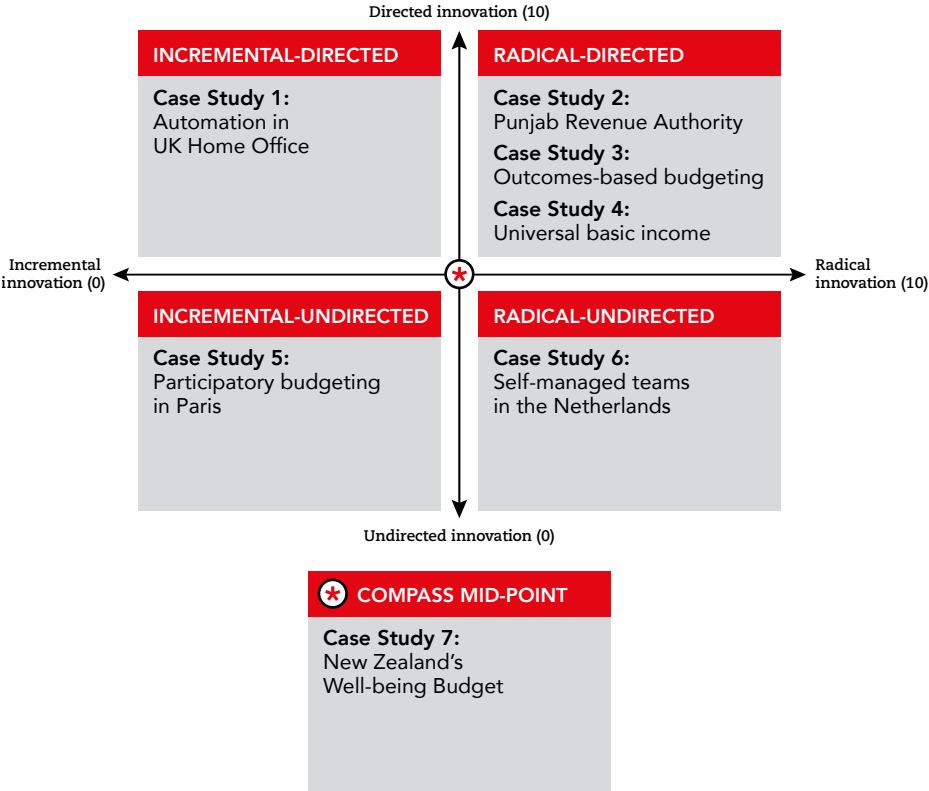 Directed innovation (10)
INCREMENTAL-DIRECTED
Case Study 1:
Automation in
UK Home Office
RADICAL-DIRECTED
Case Study 2:
Punjab Revenue Authority
Case Study 3:
Outcomes-based budgeting
Case Study 4:
Universal basic income
Incremental
innovation (0)
*
Radical
innovation (10)
INCREMENTAL-UNDIRECTED
Case Study 5:
Participatory budgeting
in Paris
RADICAL-UNDIRECTED
Case Study 6:
Self-managed teams
in the Netherlands
Undirected innovation (0)
* COMPASS MID-POINT
Case Study 7:
New Zealand’s
Well-being Budget